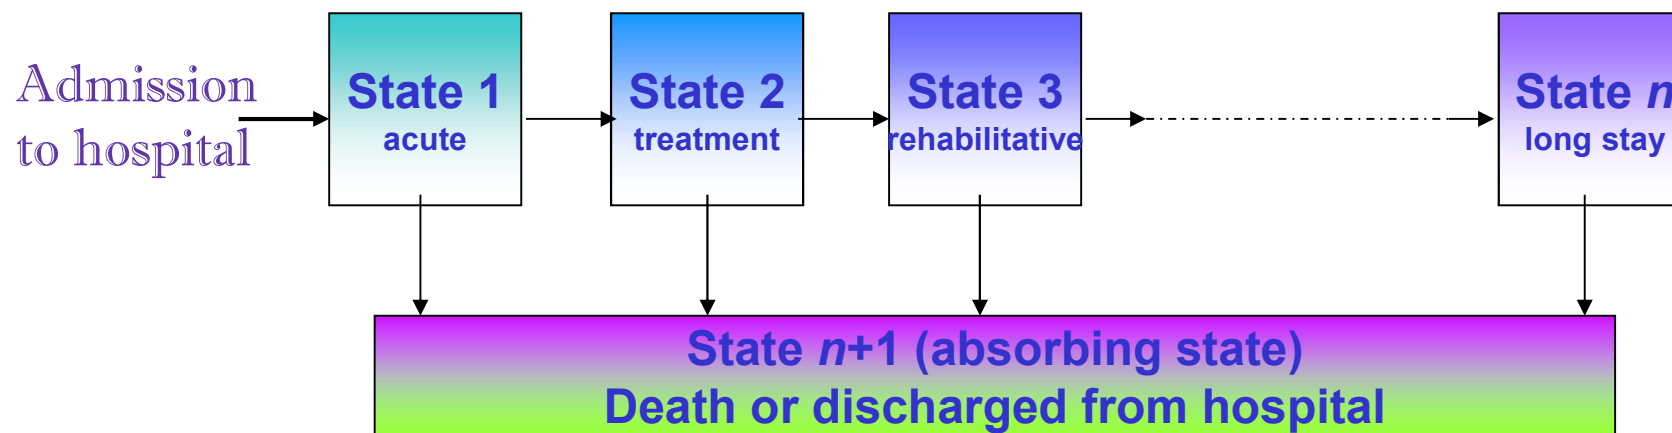 Admission
to hospital
State 1
acute
State 2
treatment
State 3
rehabilitative
State n
long stay
State n+1 (absorbing state)
Death or discharged from hospital